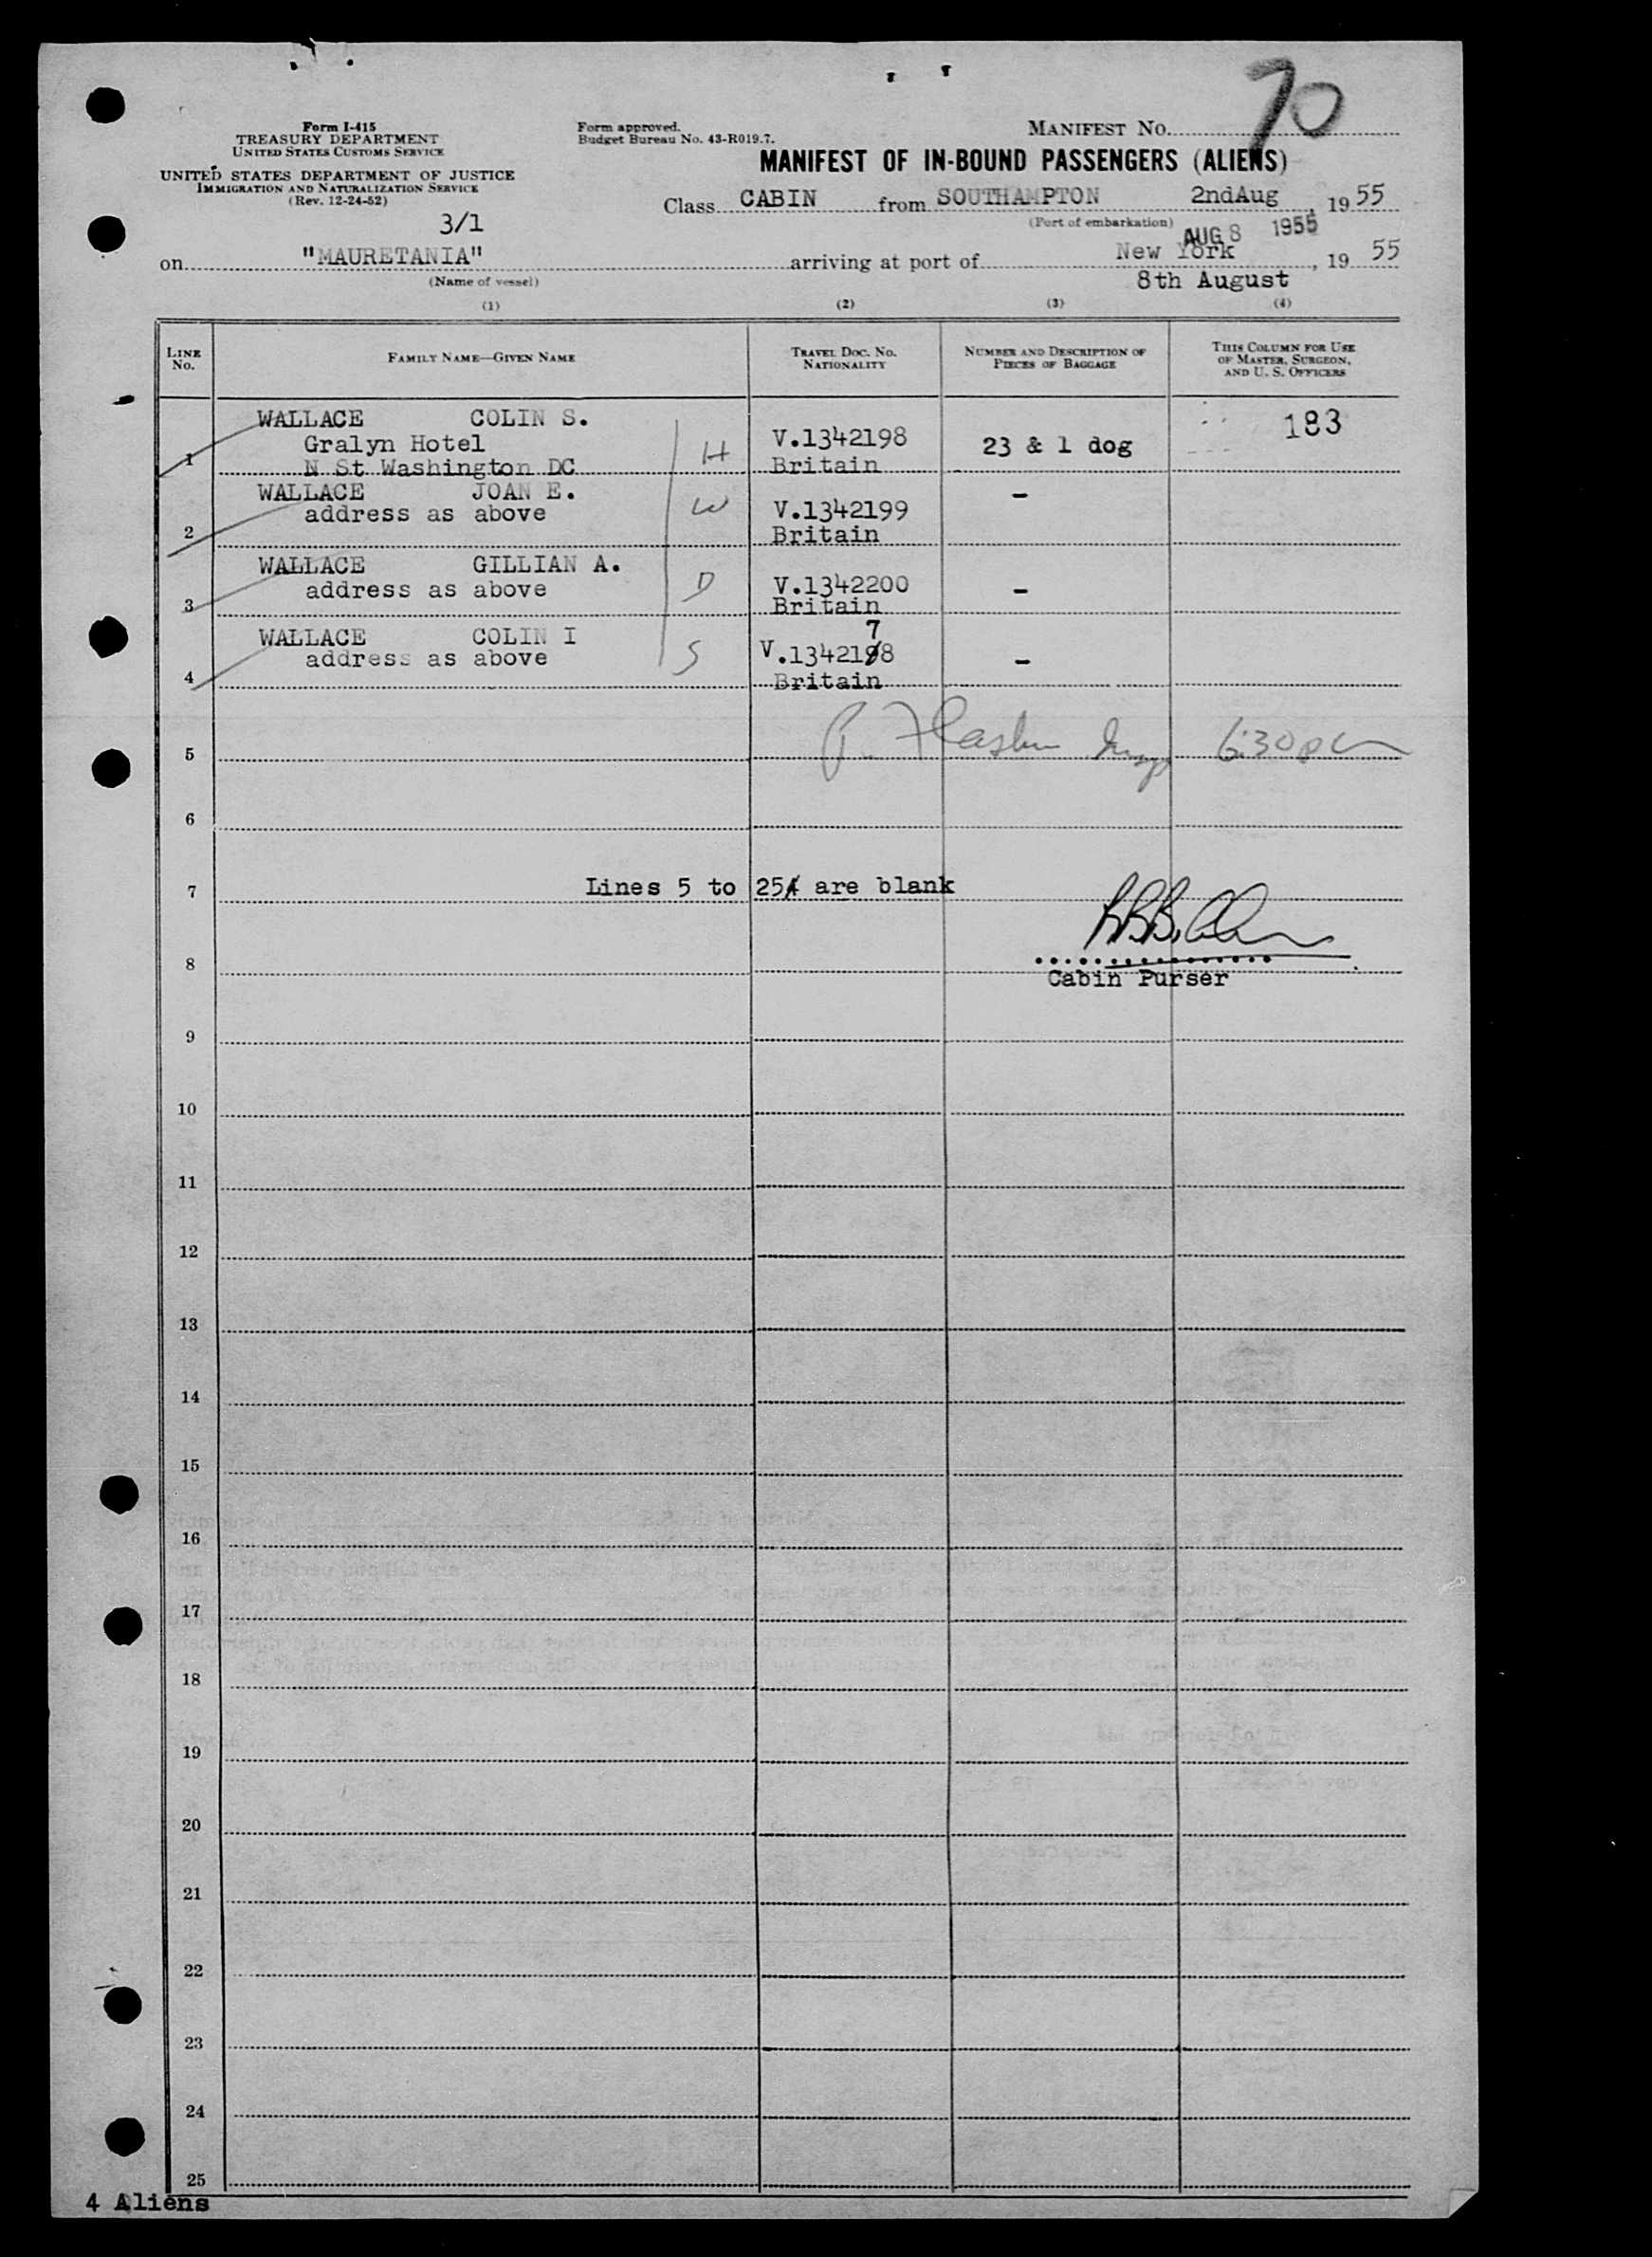 70
Form I-415
TREASURY DEPARTMENT
UNITED STATES CUSTOMS SERVICE
UNITED STATES DEPARTMENT OF JUSTICE
IMMIGRATION AND NATURALIZATION SERVICE
(Rev. 12-24-52)
Form approved.
Budget Bureau No. 43-R019.7.
MANIFEST No.
MANIFEST OF IN-BOUND PASSENGERS (ALIENS)
Class CABIN from SOUTHAMPTON 2ndAug, 1955
(Port of embarkation)
3/1
AUG 8 1955
on "MAURETANIA" arriving at port of New York, 19 55
(Name of vessel)
8th August
(1) (2) (3) (4)
LINE No.
FAMILY NAME—GIVEN NAME
TRAVEL DOC. No. NATIONALITY
NUMBER AND DESCRIPTION OF PIECES OF BAGGAGE
THIS COLUMN FOR USE OF MASTER, SURGEON, AND U. S. OFFICERS
WALLACE COLIN S. 183
Gralyn Hotel H V.1342198 23 & 1 dog
1 N St Washington DC Britain
WALLACE JOAN E. W -
address as above V.1342199
2 Britain
WALLACE GILLIAN A.
address as above D V.1342200 -
3 Britain
WALLACE COLIN I 7
address as above S V.1342198 -
4 Britain
5 6:30 pm
6
7 Lines 5 to 25 are blank
8
Cabin Purser
9
10
11
12
13
14
15
16
17
18
19
20
21
22
23
24
25
4 Aliens